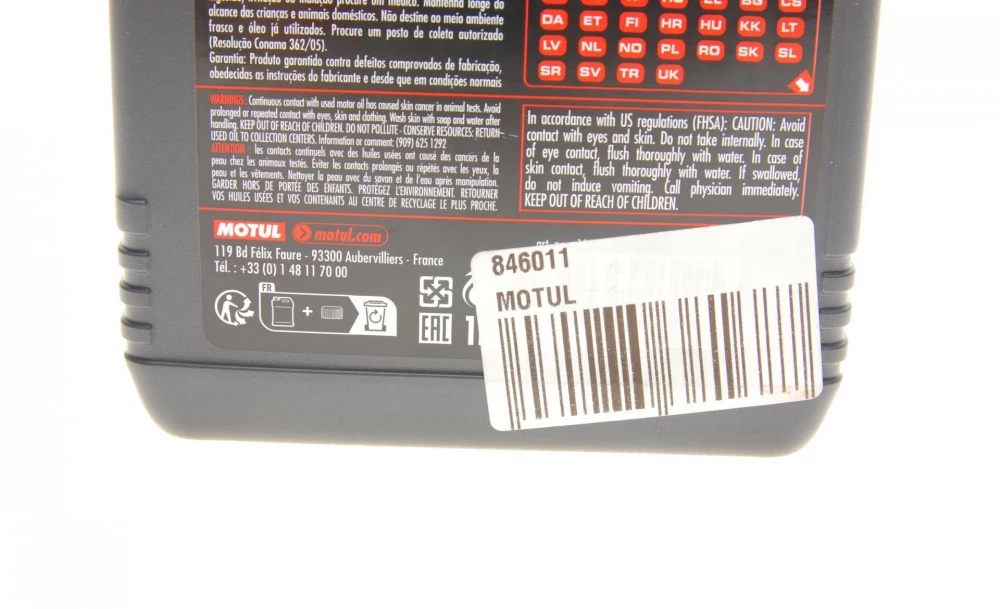 alcance das crianças e animais domésticos. Não destine ao meio ambiente
frasco e óleo já utilizados. Procure um posto de coleta autorizado
(Resolução Conama 362/05).
Garantia: Produto garantido contra defeitos comprovados de fabricação,
obedecidas as instruções do fabricante e desde que em condições normais
DA ET FI HR HU KK LT
LV NL NO PL RO SK SL
SR SV TR UK
WARNINGS: Continuous contact with used motor oil has caused skin cancer in animal tests. Avoid
prolonged or repeated contact with eyes, skin and clothing. Wash skin with soap and water after
handling. KEEP OUT OF REACH OF CHILDREN. DO NOT POLLUTE - CONSERVE RESOURCES: RETURN-
USED OIL TO COLLECTION CENTERS. Information or comment: (909) 625 1292
ATTENTION : les contacts continuels avec des huiles usées ont causé des cancers de la
peau chez les animaux testés. Eviter les contacts prolongés ou répétés avec les yeux, la
peau et les vêtements. Nettoyer la peau avec du savon et de l'eau après manipulation.
GARDER HORS DE PORTÉE DES ENFANTS. PROTÉGEZ L'ENVIRONNEMENT. RETOURNER
VOS HUILES USÉES ET VOS CONTENANTS AU CENTRE DE RECYCLAGE LE PLUS PROCHE.
In accordance with US regulations (FHSA): CAUTION: Avoid
contact with eyes and skin. Do not take internally. In case
of eye contact, flush thoroughly with water. In case of
skin contact, flush thoroughly with water. If swallowed,
do not induce vomiting. Call physician immediately.
KEEP OUT OF REACH OF CHILDREN.
MOTUL motul.com
119 Bd Félix Faure - 93300 Aubervilliers - France
Tél. : +33 (0) 1 48 11 70 00
FR
EAC
846011
MOTUL